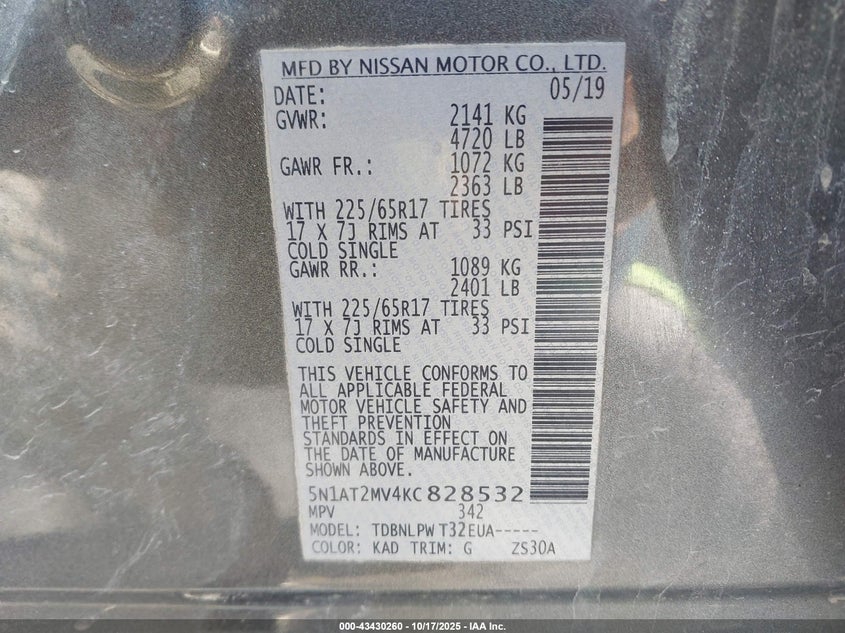 MFD BY NISSAN MOTOR CO., LTD.
DATE: 05/19
GVWR: 2141 KG
4720 LB
GAWR FR.: 1072 KG
2363 LB
WITH 225/65R17 TIRES
17 X 7J RIMS AT 33 PSI
COLD SINGLE
GAWR RR.: 1089 KG
2401 LB
WITH 225/65R17 TIRES
17 X 7J RIMS AT 33 PSI
COLD SINGLE
THIS VEHICLE CONFORMS TO
ALL APPLICABLE FEDERAL
MOTOR VEHICLE SAFETY AND
THEFT PREVENTION
STANDARDS IN EFFECT ON
THE DATE OF MANUFACTURE
SHOWN ABOVE.
5N1AT2MV4KC828532
MPV 342
MODEL: TDBNLPW T32EUA-----
COLOR: KAD TRIM: G ZS30A
000-43430260 - 10/17/2025 - IAA Inc.